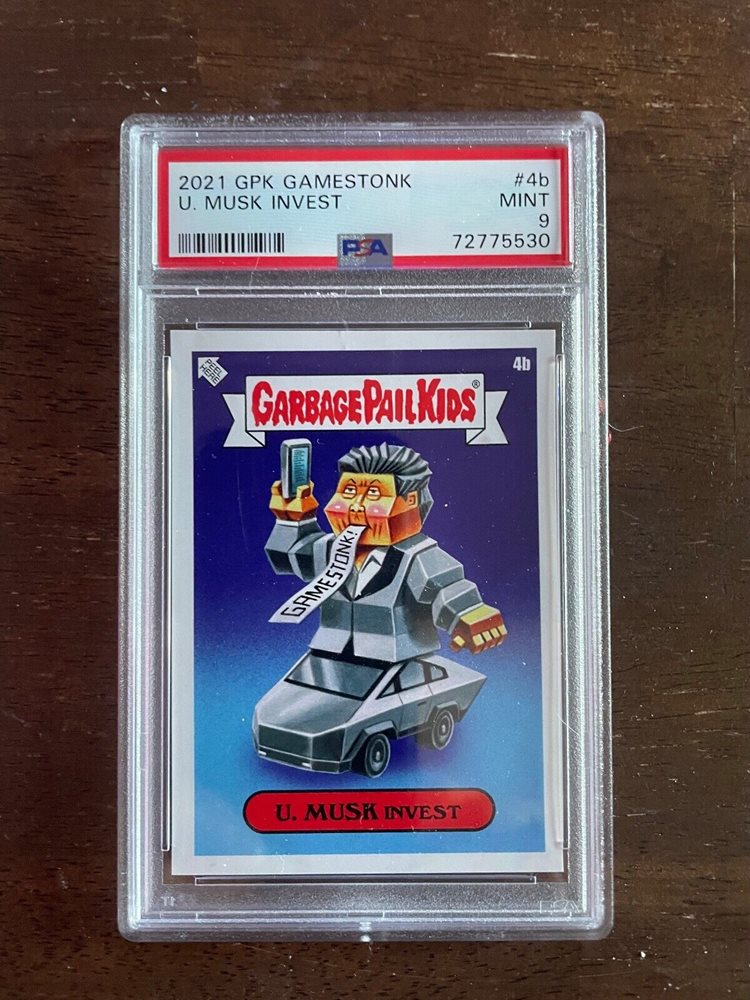 2021 GPK GAMESTONK #4b
U. MUSK INVEST MINT
9
PSA 72775530
4b
GARBAGE PAIL KIDS®
GAMESTONK!
U. MUSK INVEST